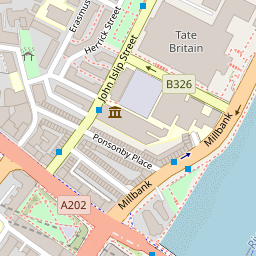 Erasmus
Herrick Street
John Islip Street
Tate
Britain
B326
Millbank
Ponsonby Place
A202
Millbank